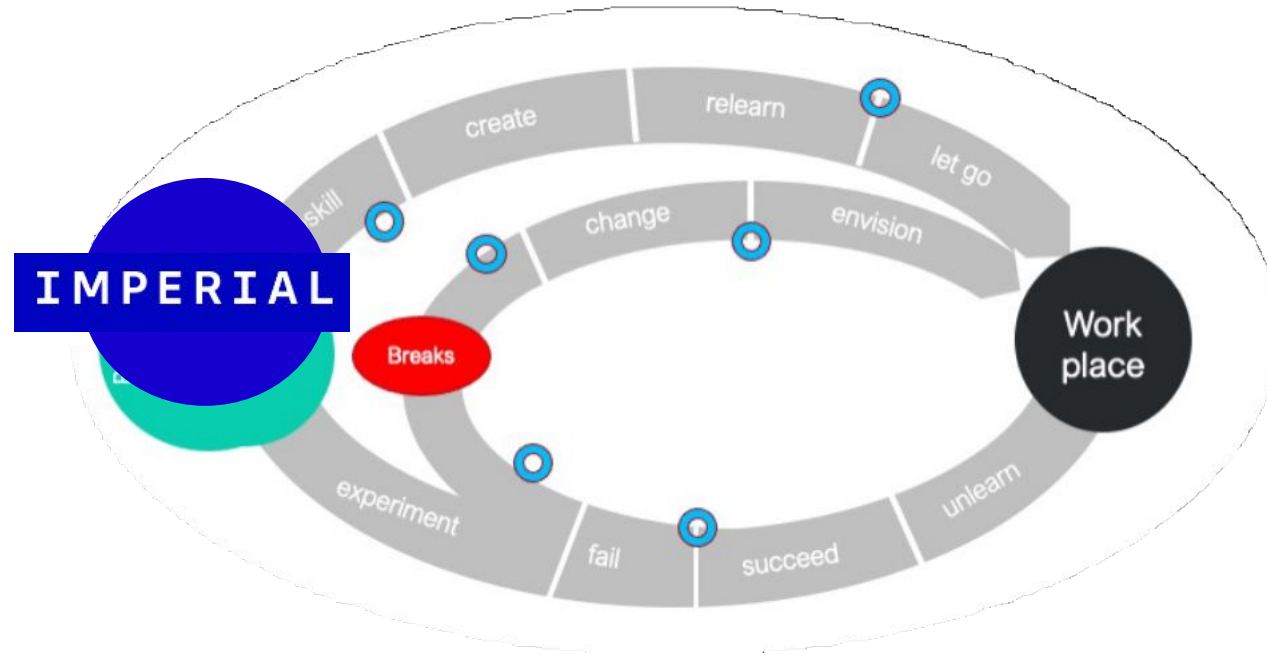 create
relearn
let go
skill
change
envision
IMPERIAL
Breaks
Work
place
experiment
fail
succeed
unlearn